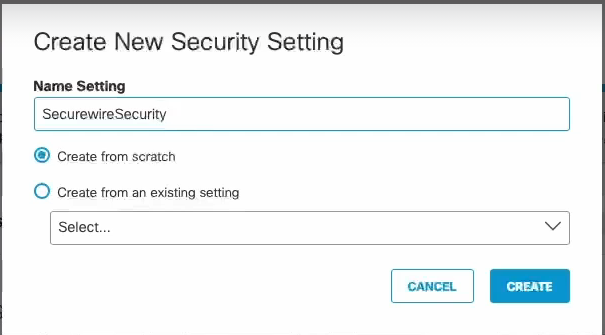 Create New Security Setting
Name Setting
SecurewireSecurity
Create from scratch
Create from an existing setting
Select...
CANCEL CREATE